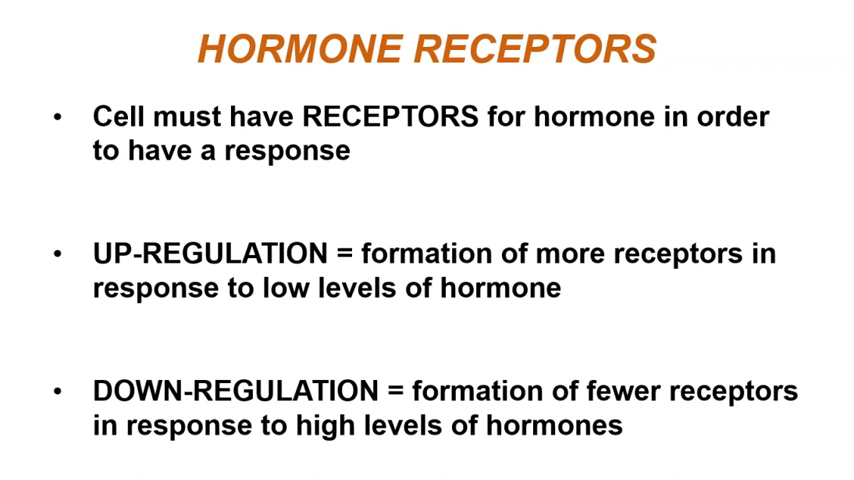 HORMONE RECEPTORS
• Cell must have RECEPTORS for hormone in order
to have a response
• UP-REGULATION = formation of more receptors in
response to low levels of hormone
• DOWN-REGULATION = formation of fewer receptors
in response to high levels of hormones